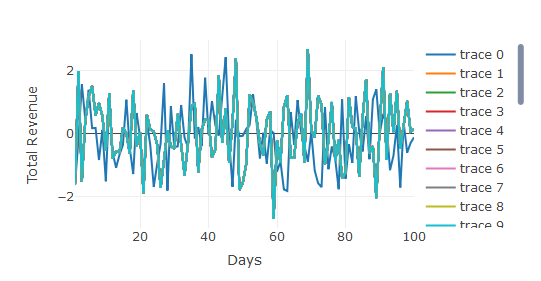 Total Revenue
2
0
−2
20
40
60
80
100
Days
trace 0
trace 1
trace 2
trace 3
trace 4
trace 5
trace 6
trace 7
trace 8
trace 9